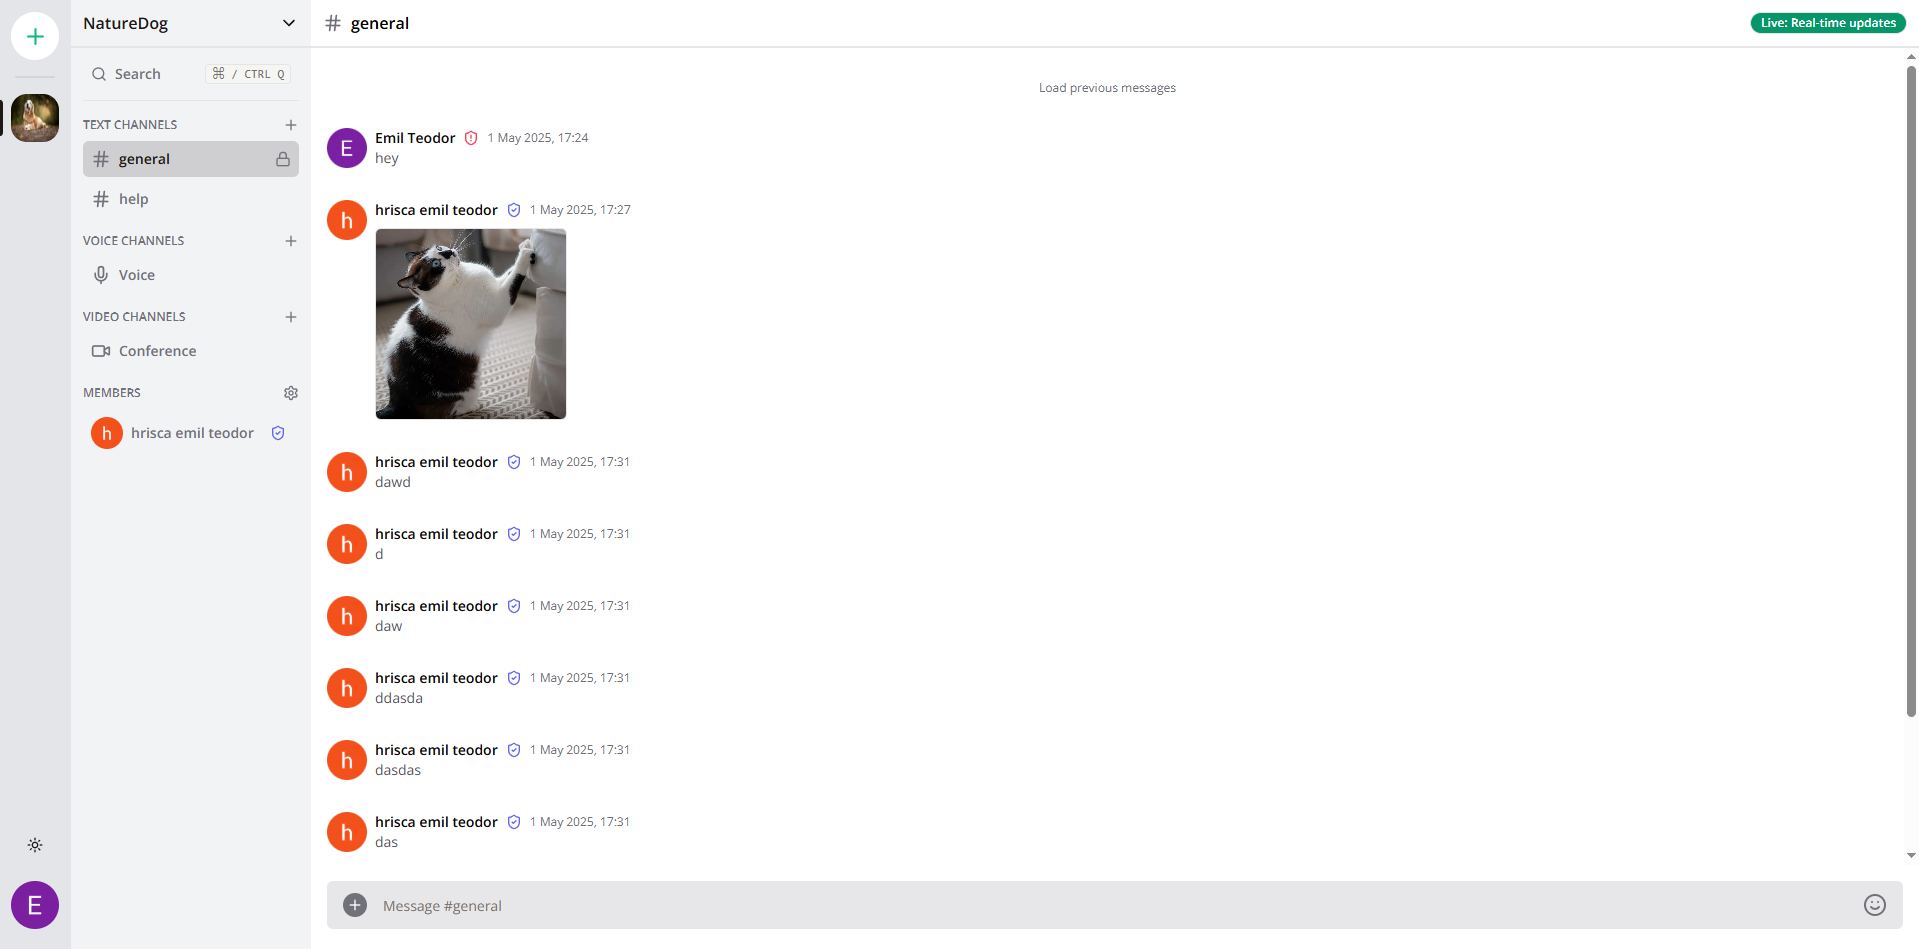 NatureDog
# general
Live: Real-time updates
Search
⌘ / CTRL Q
TEXT CHANNELS
# general
# help
VOICE CHANNELS
Voice
VIDEO CHANNELS
Conference
MEMBERS
h
hrisca emil teodor
E
Load previous messages
E
Emil Teodor 1 May 2025, 17:24
hey
h
hrisca emil teodor 1 May 2025, 17:27
h
hrisca emil teodor 1 May 2025, 17:31
dawd
h
hrisca emil teodor 1 May 2025, 17:31
d
h
hrisca emil teodor 1 May 2025, 17:31
daw
h
hrisca emil teodor 1 May 2025, 17:31
ddasda
h
hrisca emil teodor 1 May 2025, 17:31
dasdas
h
hrisca emil teodor 1 May 2025, 17:31
das
Message #general